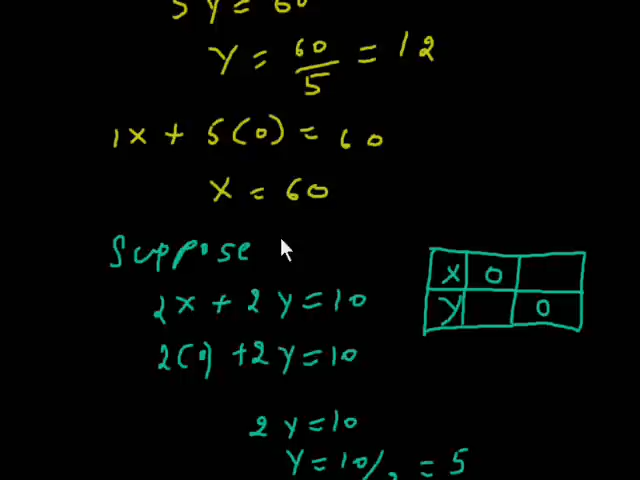 5 Y = 60
Y = 60/5 = 12
1X + 5(0) = 60
X = 60
Suppose
2X + 2Y = 10
X 0
Y 0
2(0) + 2Y = 10
2Y = 10
Y = 10/2 = 5